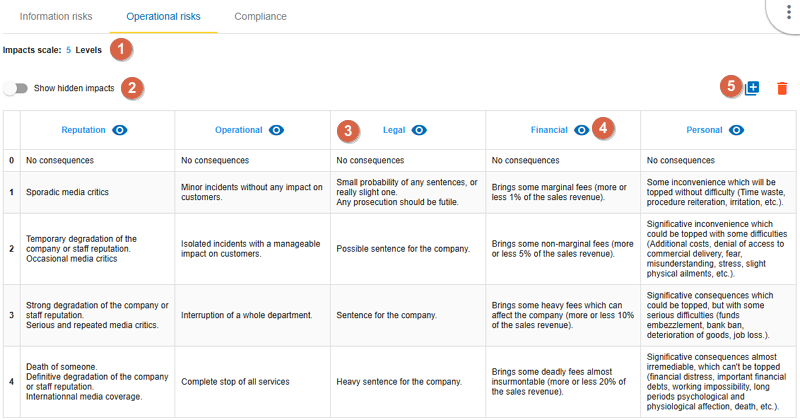 Information risks Operational risks Compliance
Impacts scale: 5 Levels 1
Show hidden impacts 2 5
Reputation Operational 3 Legal Financial 4 Personal
0 No consequences No consequences No consequences No consequences No consequences
1 Sporadic media critics
Minor incidents without any impact on
customers.
Small probability of any sentences, or
really slight one.
Any prosecution should be futile.
Brings some marginal fees (more or
less 1% of the sales revenue).
Some inconvenience which will be
topped without difficulty (Time waste,
procedure reiteration, irritation, etc.).
2
Temporary degradation of the
company or staff reputation.
Occasional media critics
Isolated incidents with a manageable
impact on customers.
Possible sentence for the company.
Brings some non-marginal fees (more
or less 5% of the sales revenue).
Significative inconvenience which
could be topped with some difficulties
(Additional costs, denial of access to
commercial delivery, fear,
misunderstanding, stress, slight
physical ailments, etc.).
3
Strong degradation of the company or
staff reputation.
Serious and repeated media critics.
Interruption of a whole department.
Sentence for the company.
Brings some heavy fees which can
affect the company (more or less 10%
of the sales revenue).
Significative consequences which
could be topped, but with some
serious difficulties (funds
embezzlement, bank ban,
deterioration of goods, job loss.).
4
Death of someone.
Definitive degradation of the company
or staff reputation.
Internationnal media coverage.
Complete stop of all services
Heavy sentence for the company.
Brings some deadly fees almost
insurmontable (more or less 20% of
the sales revenue).
Significative consequences almost
irremediable, which can't be topped
(financial distress, important financial
debts, working impossibility, long
periods psychological and
physiological affection, death, etc.).